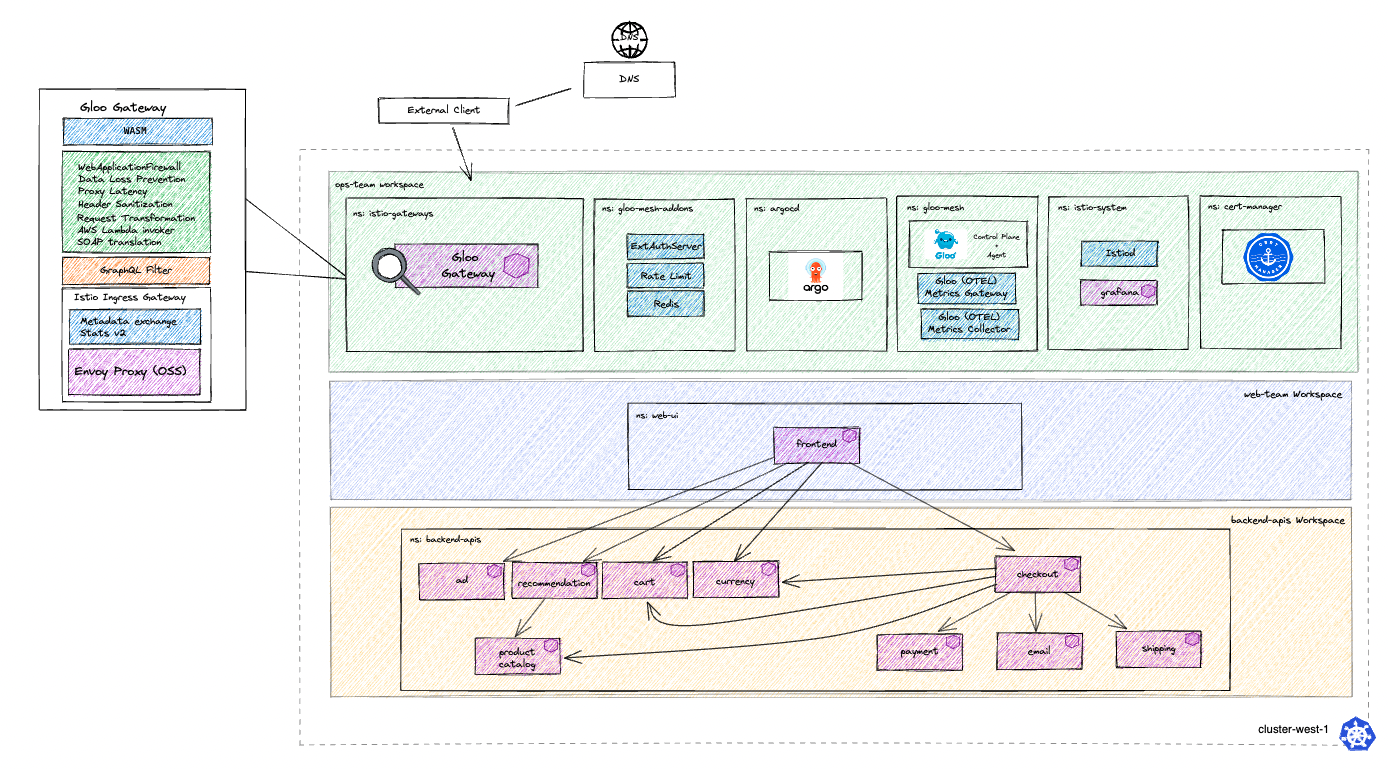 DNS
DNS
External Client
Gloo Gateway
WASM
WebApplicationFirewall
Data Loss Prevention
Proxy Latency
Header Sanitization
Request Transformation
AWS Lambda invoker
SOAP translation
GraphQL Filter
Istio Ingress Gateway
Metadata exchange
Stats v2
Envoy Proxy (OSS)
ops-team workspace
ns: istio-gateways
Gloo
Gateway
ns: gloo-mesh-addons
ExtAuthServer
Rate Limit
Redis
ns: argocd
argo
ns: gloo-mesh
Gloo
Control Plane
+
Agent
Gloo (OTEL)
Metrics Gateway
Gloo (OTEL)
Metrics Collector
ns: istio-system
Istiod
grafana
ns: cert-manager
CERT
MANAGER
web-team Workspace
ns: web-ui
frontend
backend-apis Workspace
ns: backend-apis
ad
recommendation
cart
currency
checkout
product
catalog
payment
email
shipping
cluster-west-1